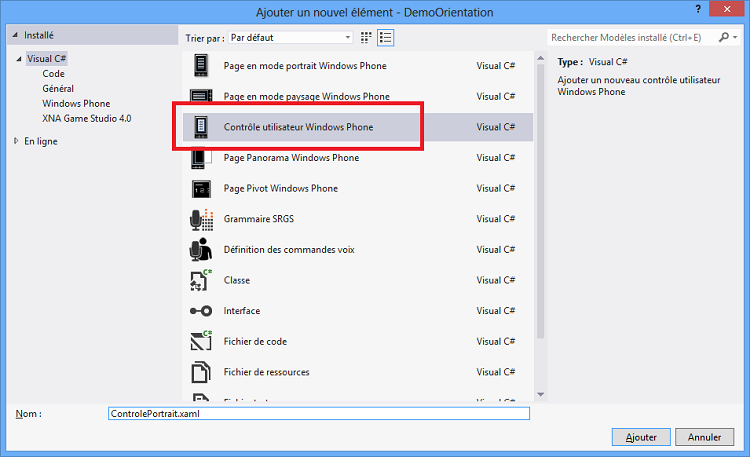 Ajouter un nouvel élément - DemoOrientation
?
Installé
Trier par :
Par défaut
Rechercher Modèles installé (Ctrl+E)
Visual C#
Code
Général
Windows Phone
XNA Game Studio 4.0
En ligne
Page en mode portrait Windows Phone Visual C#
Page en mode paysage Windows Phone Visual C#
Contrôle utilisateur Windows Phone Visual C#
Page Panorama Windows Phone Visual C#
Page Pivot Windows Phone Visual C#
Grammaire SRGS Visual C#
Définition des commandes voix Visual C#
C#
Classe Visual C#
Interface Visual C#
C#
Fichier de code Visual C#
Fichier de ressources Visual C#
Type : Visual C#
Ajouter un nouveau contrôle utilisateur
Windows Phone
Nom :
ControlePortrait.xaml
Ajouter
Annuler